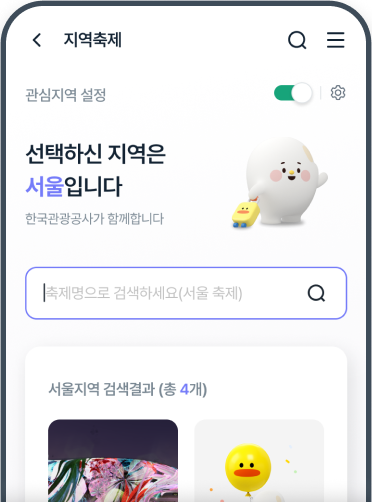 지역축제
관심지역 설정
선택하신 지역은
서울입니다
한국관광공사가 함께합니다
축제명으로 검색하세요(서울 축제)
서울지역 검색결과 (총 4개)